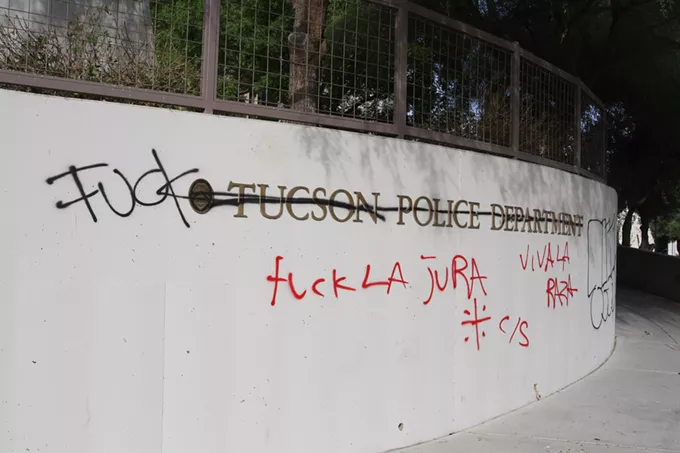 FUCK TUCSON POLICE DEPARTMENT
fUCK LA JURA
VIVA LA
RAZA
C/S